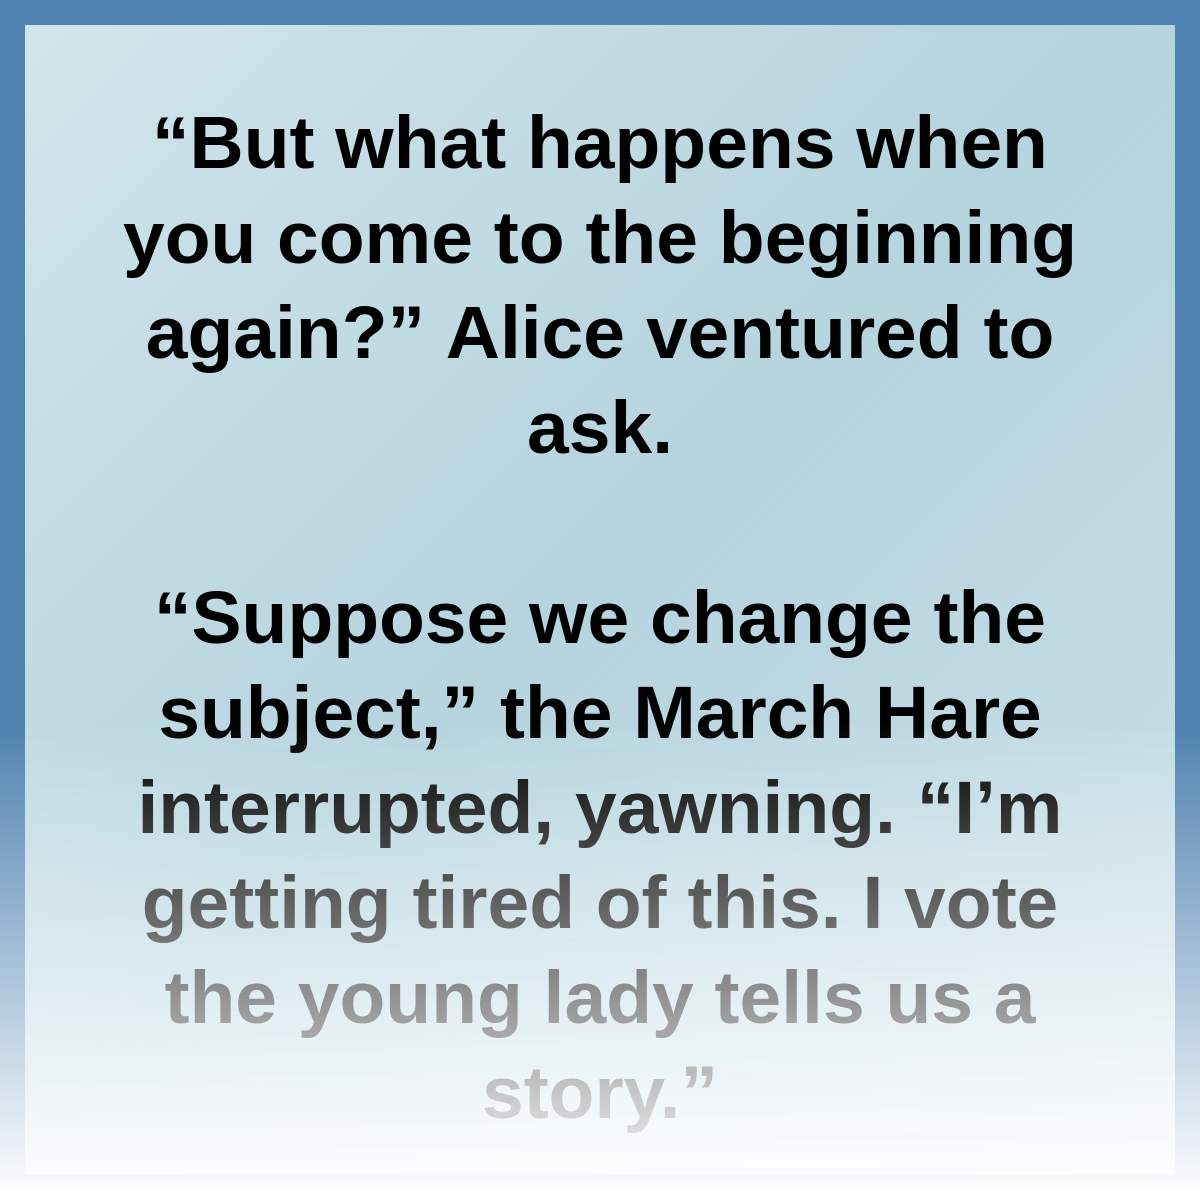 “But what happens when
you come to the beginning
again?” Alice ventured to
ask.
“Suppose we change the
subject,” the March Hare
interrupted, yawning. “I’m
getting tired of this. I vote
the young lady tells us a
story.”